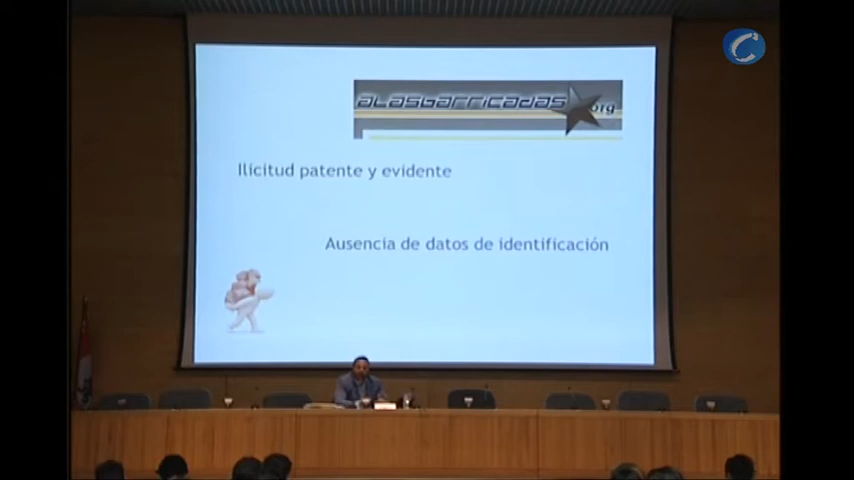 alasbarricadas.org
Ilicitud patente y evidente
Ausencia de datos de identificación